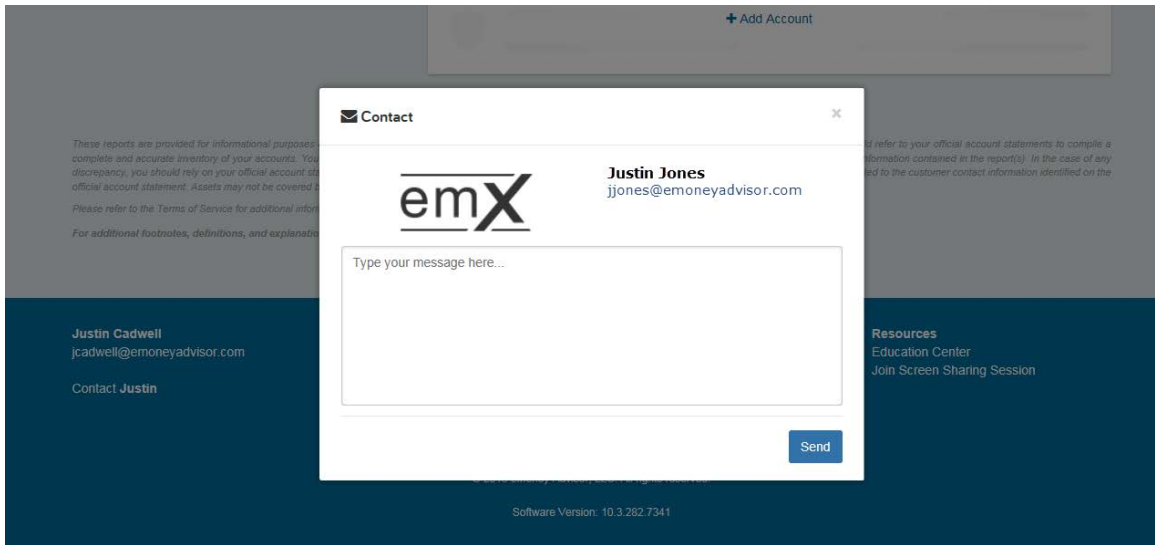 Add Account
Contact
×
These reports are provided for informational purposes
d refer to your official account statements to compile a
complete and accurate inventory of your accounts. You
information contained in the report(s). In the case of any
discrepancy, you should rely on your official account
ed to the customer contact information identified on the
official account statement. Assets may not be covered
Please refer to the Terms of Service for additional
For additional footnotes, definitions, and
emX
Justin Jones
jjones@emoneyadvisor.com
Type your message here...
Send
Justin Cadwell
jcadwell@emoneyadvisor.com
Contact Justin
Resources
Education Center
Join Screen Sharing Session
Software Version: 10.3.282.7341